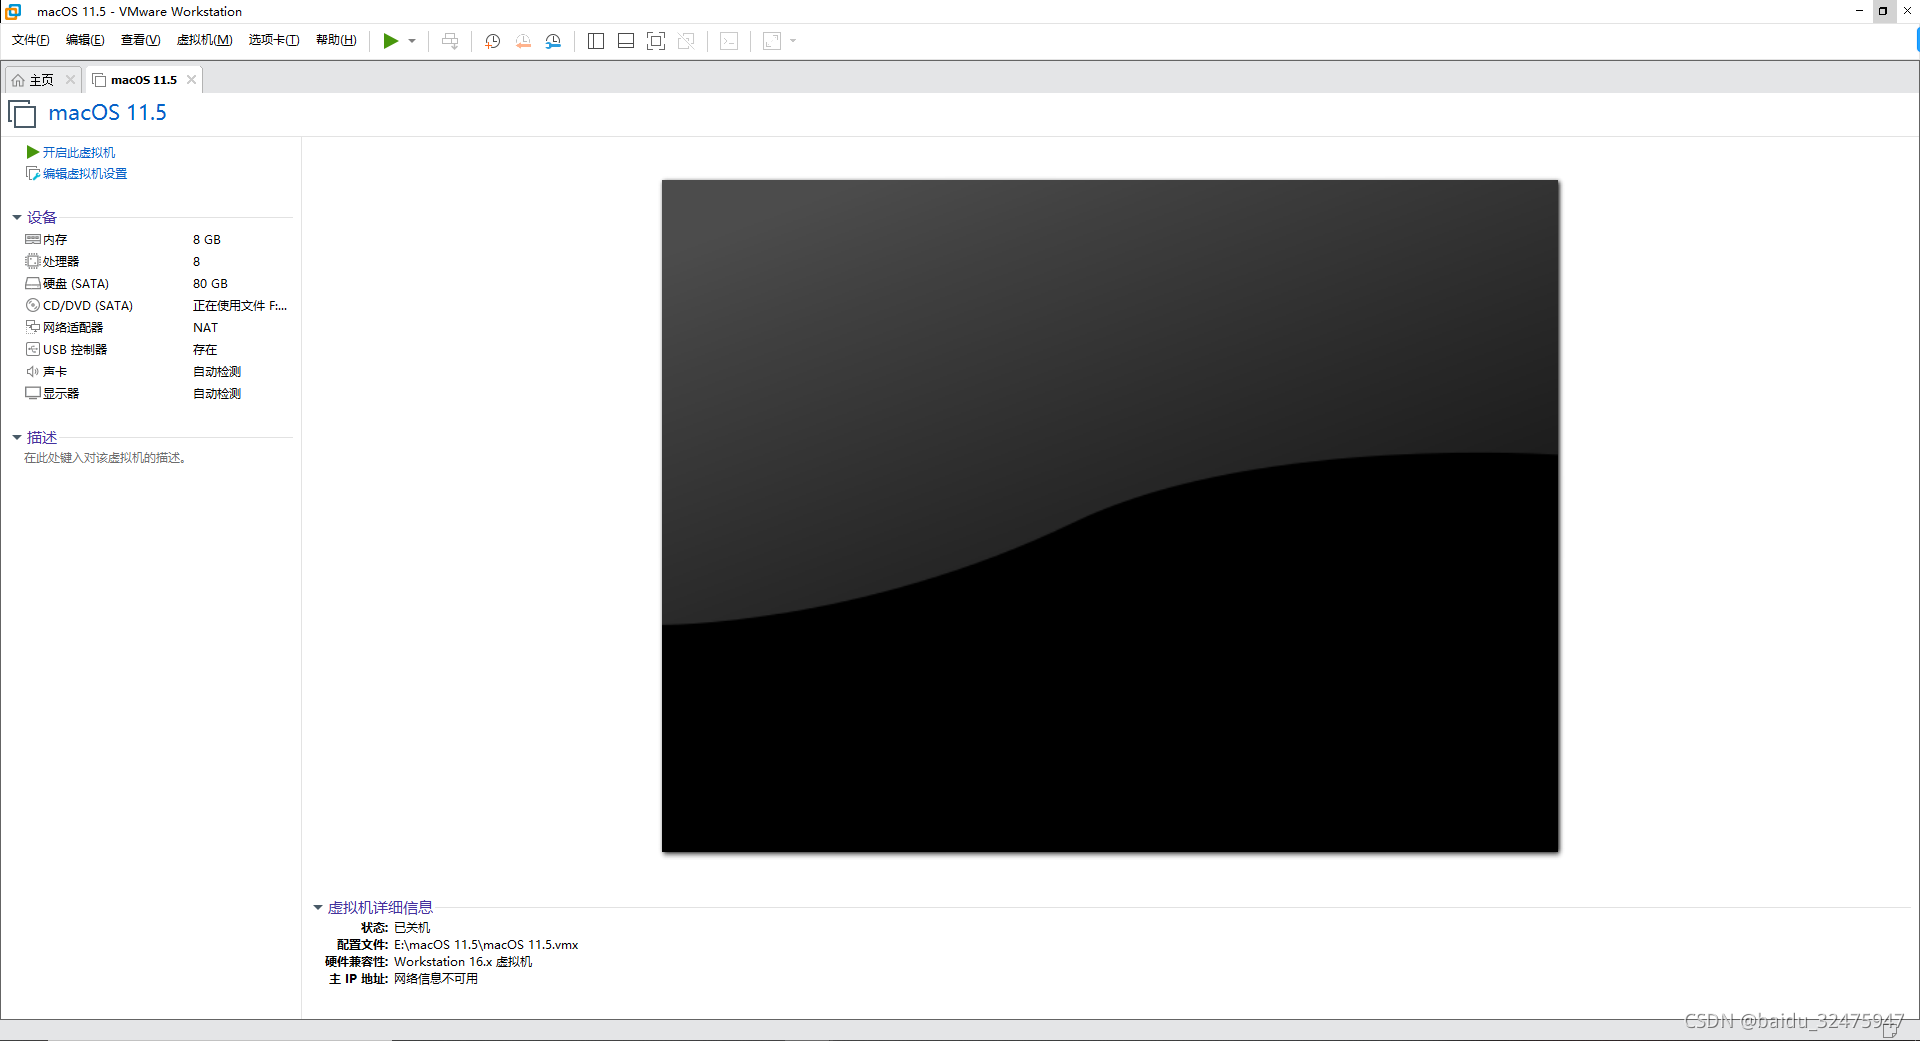 macOS 11.5 - VMware Workstation
文件(F) 编辑(E) 查看(V) 虚拟机(M) 选项卡(T) 帮助(H)
主页 macOS 11.5
macOS 11.5
开启此虚拟机
编辑虚拟机设置
设备
内存 8 GB
处理器 8
硬盘 (SATA) 80 GB
CD/DVD (SATA) 正在使用文件 F:...
网络适配器 NAT
USB 控制器 存在
声卡 自动检测
显示器 自动检测
描述
在此处键入对该虚拟机的描述。
虚拟机详细信息
状态: 已关机
配置文件: E:\macOS 11.5\macOS 11.5.vmx
硬件兼容性: Workstation 16.x 虚拟机
主 IP 地址: 网络信息不可用
CSDN @baidu_32475947